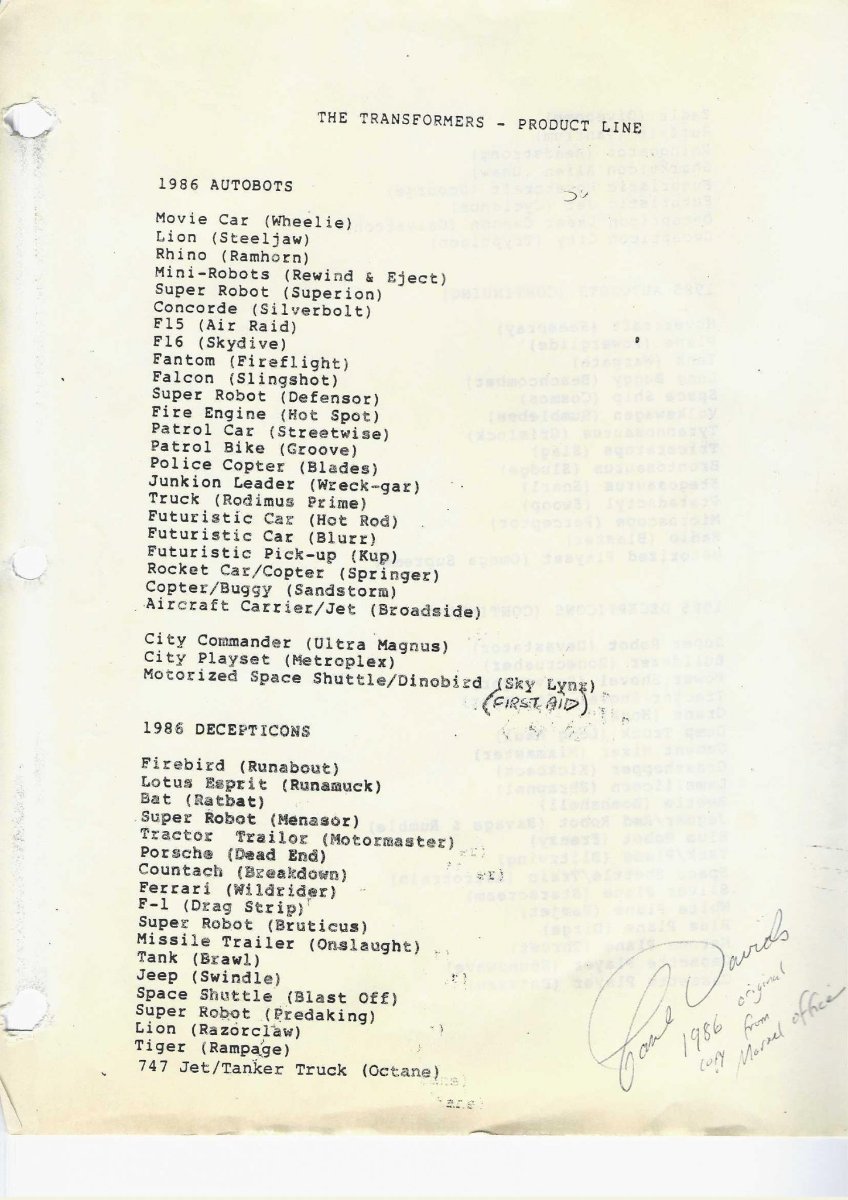 THE TRANSFORMERS - PRODUCT LINE
1986 AUTOBOTS
Movie Car (Wheelie)
Lion (Steeljaw)
Rhino (Ramhorn)
Mini-Robots (Rewind & Eject)
Super Robot (Superion)
Concorde (Silverbolt)
F15 (Air Raid)
F16 (Skydive)
Fantom (Fireflight)
Falcon (Slingshot)
Super Robot (Defensor)
Fire Engine (Hot Spot)
Patrol Car (Streetwise)
Patrol Bike (Groove)
Police Copter (Blades)
Junkion Leader (Wreck-gar)
Truck (Rodimus Prime)
Futuristic Car (Hot Rod)
Futuristic Car (Blurr)
Futuristic Pick-up (Kup)
Rocket Car/Copter (Springer)
Copter/Buggy (Sandstorm)
Aircraft Carrier/Jet (Broadside)
City Commander (Ultra Magnus)
City Playset (Metroplex)
Motorized Space Shuttle/Dinobird (Sky Lynx)
(FIRST AID)
1986 DECEPTICONS
Firebird (Runabout)
Lotus Esprit (Runamuck)
Bat (Ratbat)
Super Robot (Menasor)
Tractor Trailor (Motormaster)
Porsche (Dead End)
Countach (Breakdown)
Ferrari (Wildrider)
F-1 (Drag Strip)
Super Robot (Bruticus)
Missile Trailer (Onslaught)
Tank (Brawl)
Jeep (Swindle)
Space Shuttle (Blast Off)
Super Robot (Predaking)
Lion (Razorclaw)
Tiger (Rampage)
747 Jet/Tanker Truck (Octane)
Paul Davids
1986 original
copy from
Marvel office